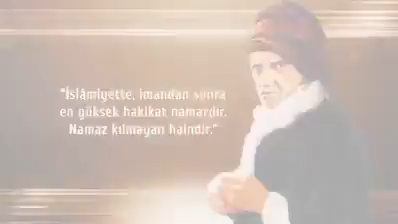 "İslâmiyette, imandan sonra
en yüksek hakikat namazdır.
Namaz kılmayan haindir."